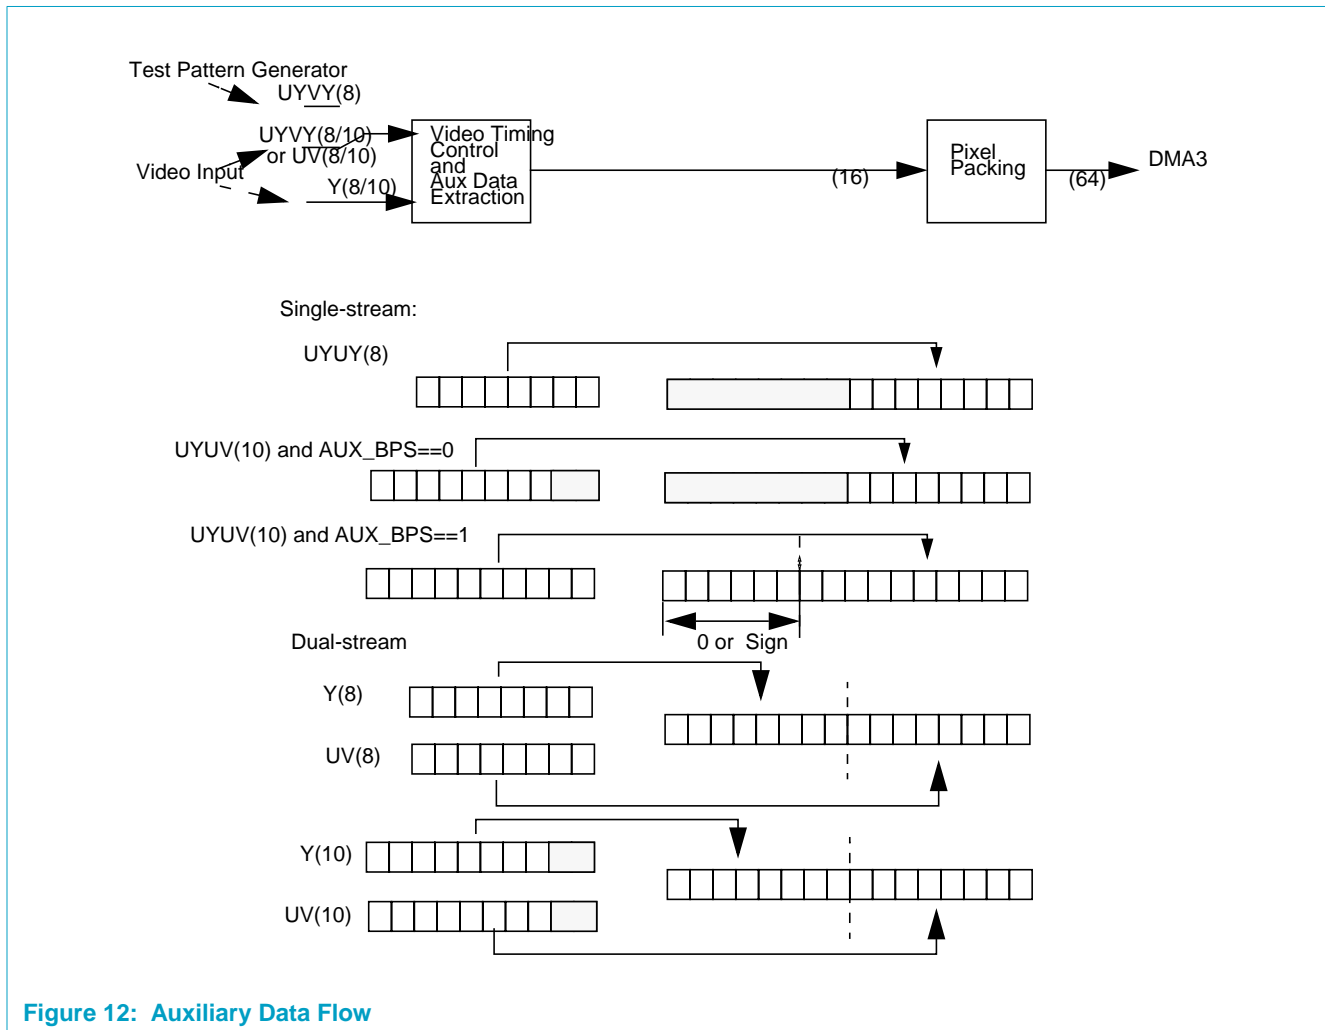 Test Pattern Generator
UYVY(8)
UYVY(8/10)
or UV(8/10)
Video Input
Y(8/10)
Video Timing
Control
and
Aux Data
Extraction
(16)
Pixel
Packing
(64)
DMA3
Single-stream:
UYUY(8)
UYUV(10) and AUX_BPS==0
UYUV(10) and AUX_BPS==1
0 or Sign
Dual-stream
Y(8)
UV(8)
Y(10)
UV(10)
Figure 12: Auxiliary Data Flow